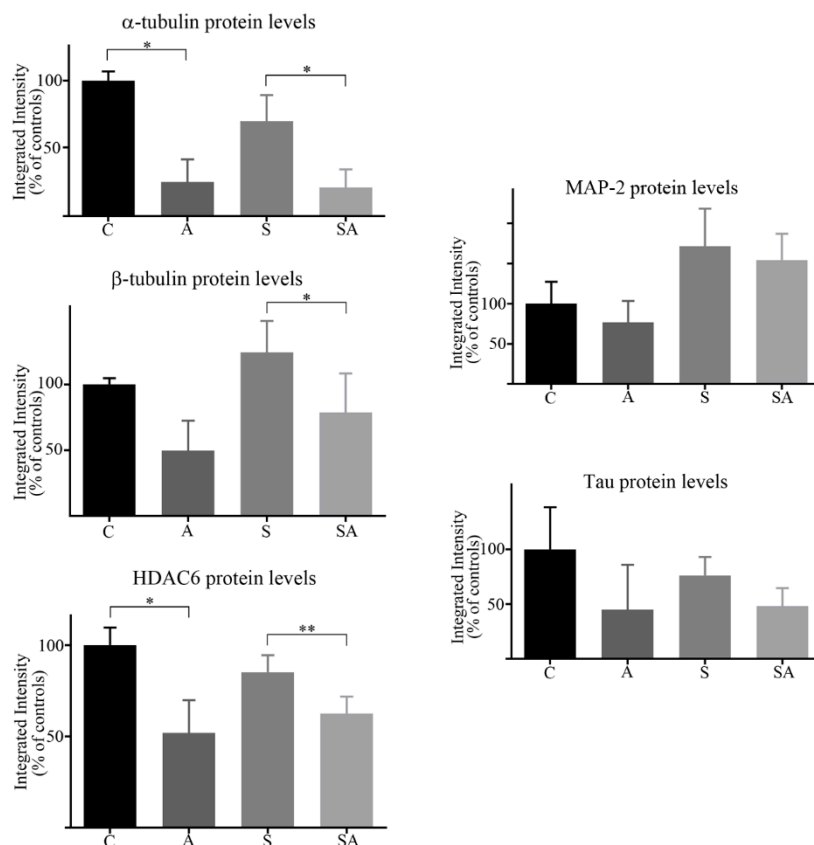 α-tubulin protein levels
*
*
Integrated Intensity
(% of controls)
100
50
C A S SA
β-tubulin protein levels
*
Integrated Intensity
(% of controls)
100
50
C A S SA
HDAC6 protein levels
*
**
Integrated Intensity
(% of controls)
100
50
C A S SA
MAP-2 protein levels
Integrated Intensity
(% of controls)
100
50
C A S SA
Tau protein levels
Integrated Intensity
(% of controls)
100
50
C A S SA